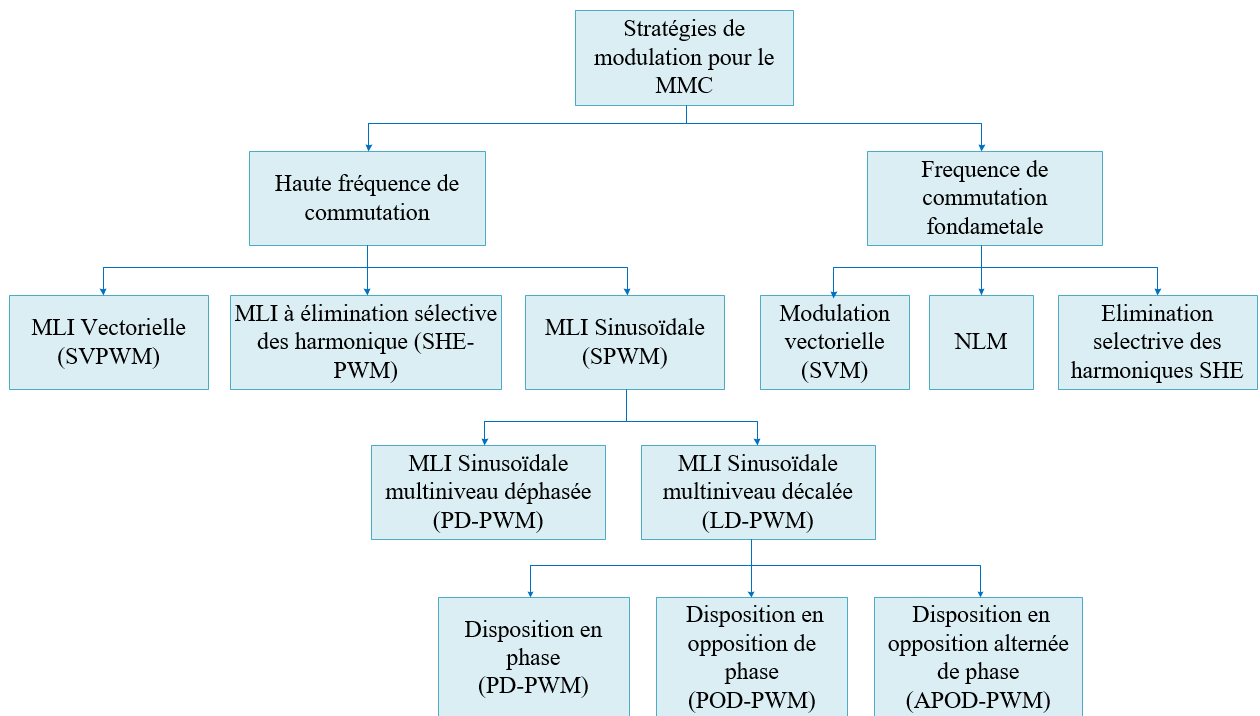 Stratégies de
modulation pour le
MMC
Haute fréquence de
commutation
Frequence de
commutation
fondametale
MLI Vectorielle
(SVPWM)
MLI à élimination sélective
des harmonique (SHE-
PWM)
MLI Sinusoïdale
(SPWM)
Modulation
vectorielle
(SVM)
NLM
Elimination
selectrive des
harmoniques SHE
MLI Sinusoïdale
multiniveau déphasée
(PD-PWM)
MLI Sinusoïdale
multiniveau décalée
(LD-PWM)
Disposition en
phase
(PD-PWM)
Disposition en
opposition de
phase
(POD-PWM)
Disposition en
opposition alternée
de phase
(APOD-PWM)